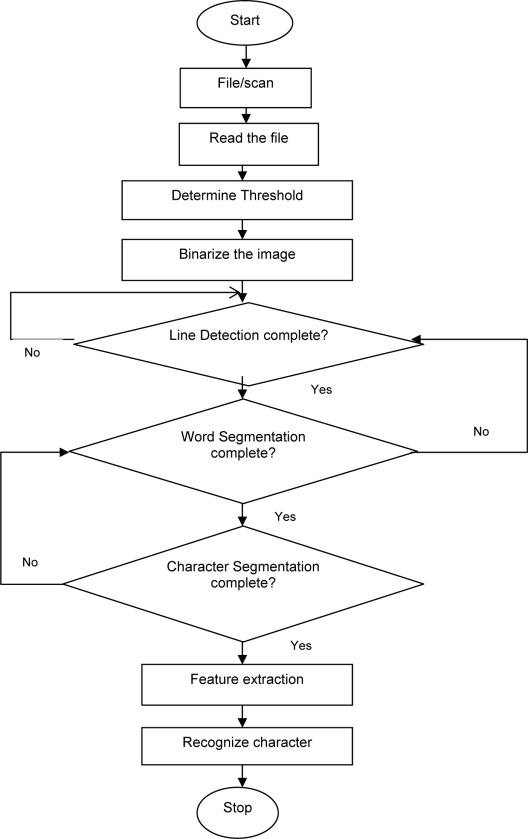 Start
File/scan
Read the file
Determine Threshold
Binarize the image
Line Detection complete?
No
Yes
Word Segmentation
complete?
No
Yes
Character Segmentation
complete?
No
Yes
Feature extraction
Recognize character
Stop